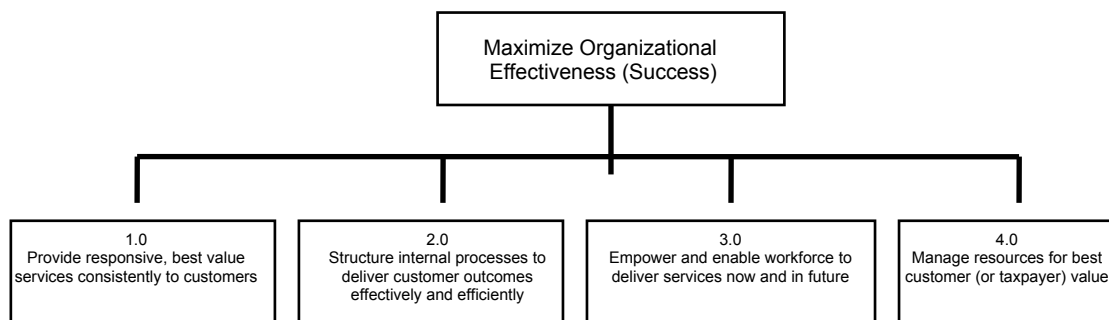 Maximize Organizational
Effectiveness (Success)
1.0
Provide responsive, best value
services consistently to customers
2.0
Structure internal processes to
deliver customer outcomes
effectively and efficiently
3.0
Empower and enable workforce to
deliver services now and in future
4.0
Manage resources for best
customer (or taxpayer) value